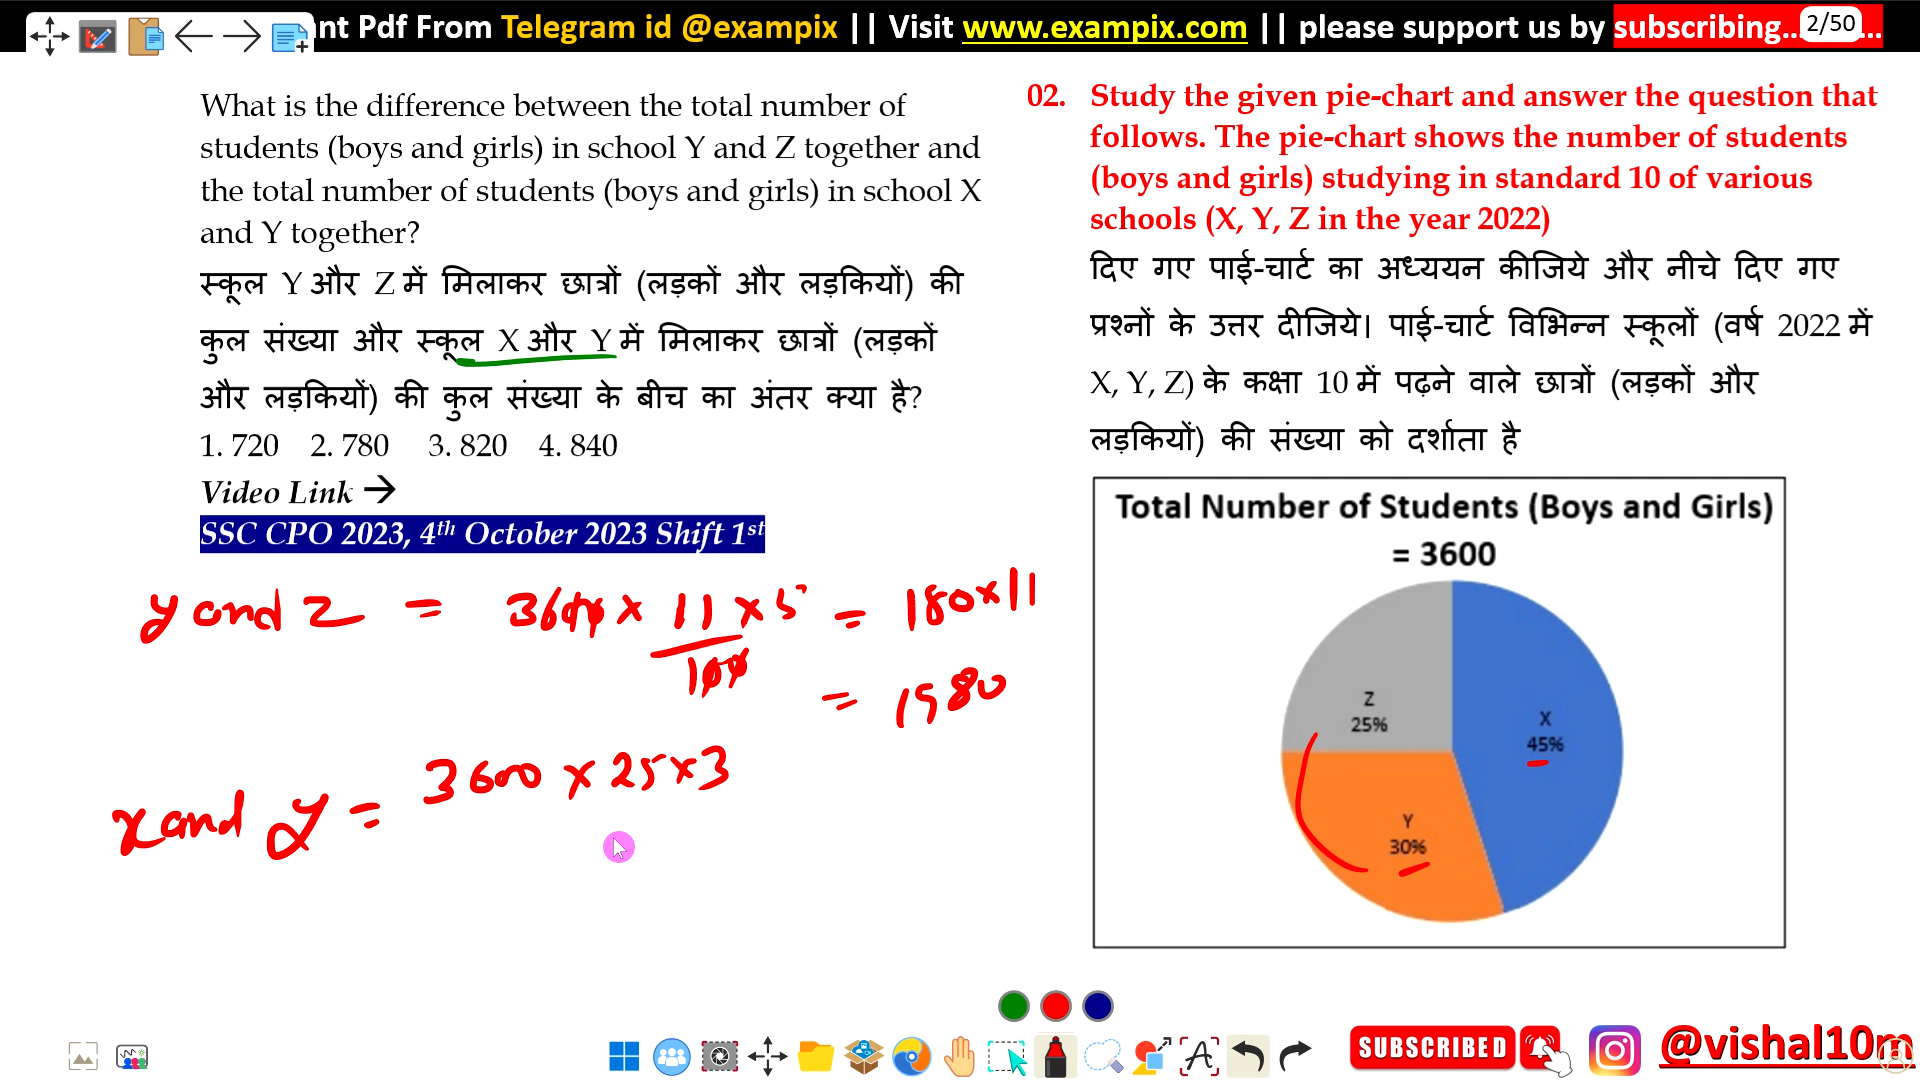 nt Pdf From Telegram id @exampix || Visit www.exampix.com || please support us by subscribing.. 2/50 ...
What is the difference between the total number of
students (boys and girls) in school Y and Z together and
the total number of students (boys and girls) in school X
and Y together?
स्कूल Y और Z में मिलाकर छात्रों (लड़कों और लड़कियों) की
कुल संख्या और स्कूल X और Y में मिलाकर छात्रों (लड़कों
और लड़कियों) की कुल संख्या के बीच का अंतर क्या है?
1. 720 2. 780 3. 820 4. 840
Video Link →
SSC CPO 2023, 4th October 2023 Shift 1st
y and z = 3600 × 11 × 5 = 180×11
100
= 1980
x and y = 3600 × 25×3
02. Study the given pie-chart and answer the question that
follows. The pie-chart shows the number of students
(boys and girls) studying in standard 10 of various
schools (X, Y, Z in the year 2022)
दिए गए पाई-चार्ट का अध्ययन कीजिये और नीचे दिए गए
प्रश्नों के उत्तर दीजिये। पाई-चार्ट विभिन्न स्कूलों (वर्ष 2022 में
X, Y, Z) के कक्षा 10 में पढ़ने वाले छात्रों (लड़कों और
लड़कियों) की संख्या को दर्शाता है
Total Number of Students (Boys and Girls)
= 3600
Z
25%
X
45%
Y
30%
SUBSCRIBED
@vishal10m